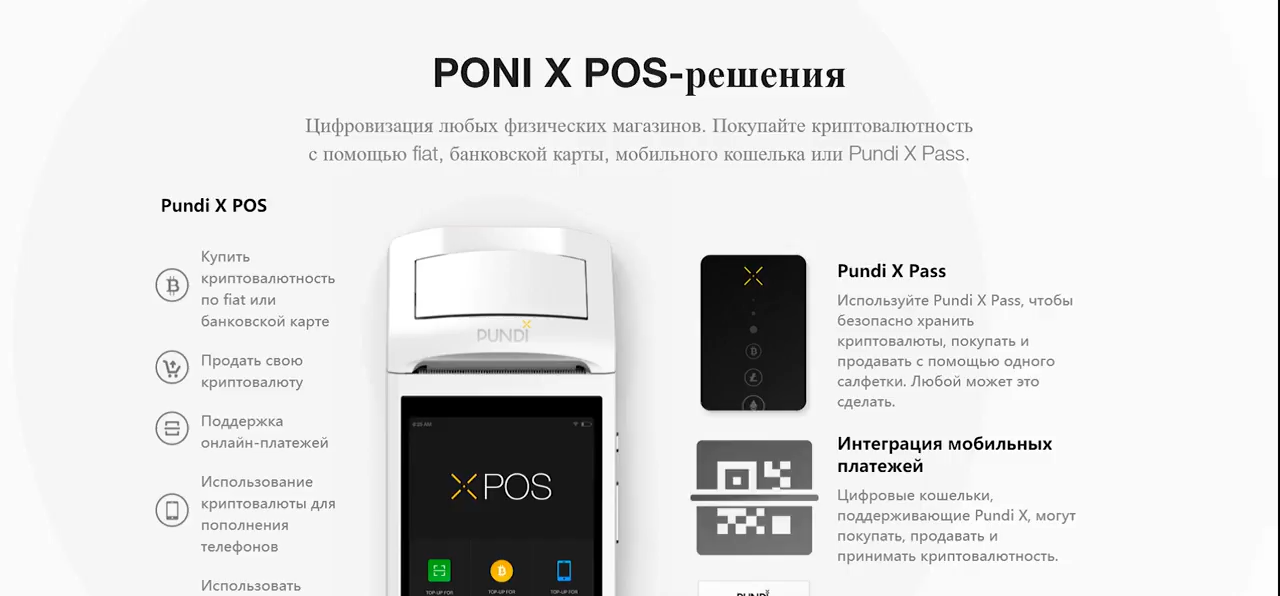 PONI X POS-решения
Цифровизация любых физических магазинов. Покупайте криптовалютность
с помощью fiat, банковской карты, мобильного кошелька или Pundi X Pass.
Pundi X POS
Купить
криптовалютность
по fiat или
банковской карте
Продать свою
криптовалюту
Поддержка
онлайн-платежей
Использование
криптовалюты для
пополнения
телефонов
Использовать
PUNDI
8:25 AM
XPOS
TOP-UP FOR
TOP-UP FOR
TOP-UP FOR
Pundi X Pass
Используйте Pundi X Pass, чтобы
безопасно хранить
криптовалюты, покупать и
продавать с помощью одного
салфетки. Любой может это
сделать.
Интеграция мобильных
платежей
Цифровые кошельки,
поддерживающие Pundi X, могут
покупать, продавать и
принимать криптовалютность.
PUNDI